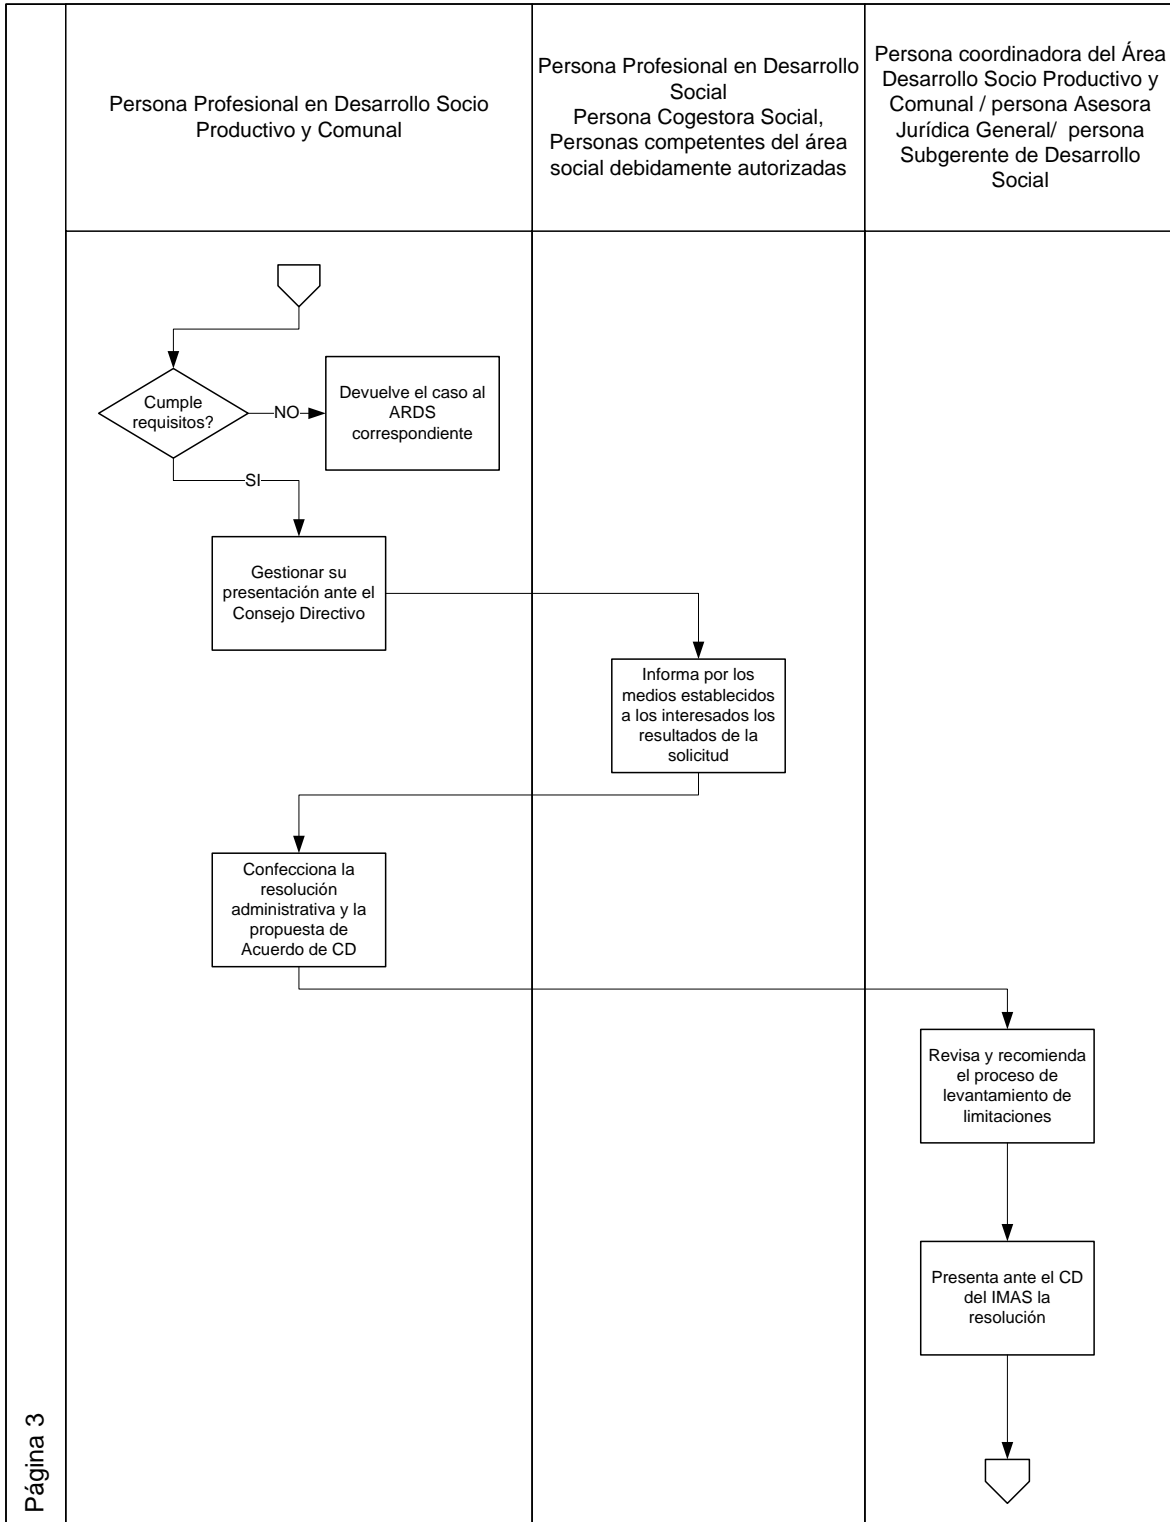 Persona Profesional en Desarrollo Socio
Productivo y Comunal
Persona Profesional en Desarrollo
Social
Persona Cogestora Social,
Personas competentes del área
social debidamente autorizadas
Persona coordinadora del Área
Desarrollo Socio Productivo y
Comunal / persona Asesora
Jurídica General/ persona
Subgerente de Desarrollo
Social
Cumple
requisitos?
NO
Devuelve el caso al
ARDS
correspondiente
SI
Gestionar su
presentación ante el
Consejo Directivo
Informa por los
medios establecidos
a los interesados los
resultados de la
solicitud
Confecciona la
resolución
administrativa y la
propuesta de
Acuerdo de CD
Revisa y recomienda
el proceso de
levantamiento de
limitaciones
Presenta ante el CD
del IMAS la
resolución
Página 3